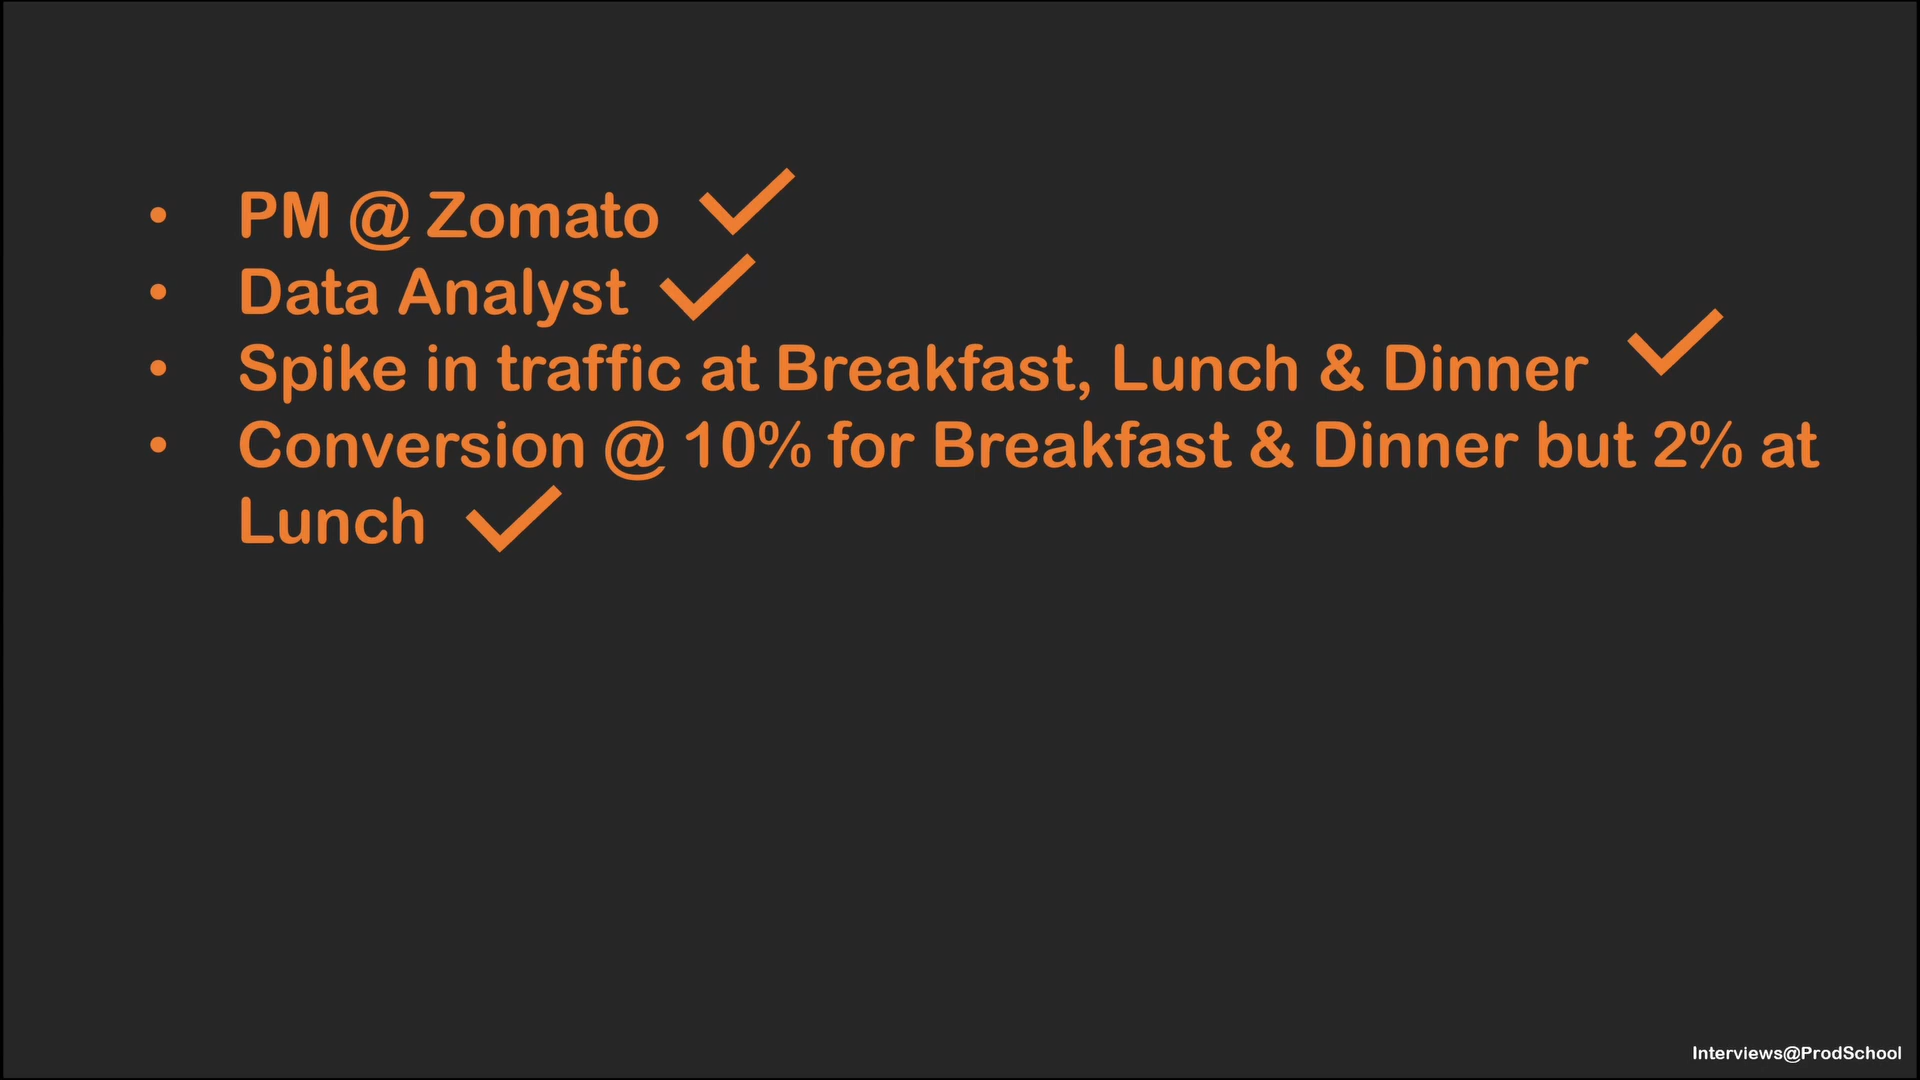 • PM @ Zomato ✓
• Data Analyst ✓
• Spike in traffic at Breakfast, Lunch & Dinner ✓
• Conversion @ 10% for Breakfast & Dinner but 2% at
Lunch ✓
Interviews@ProdSchool